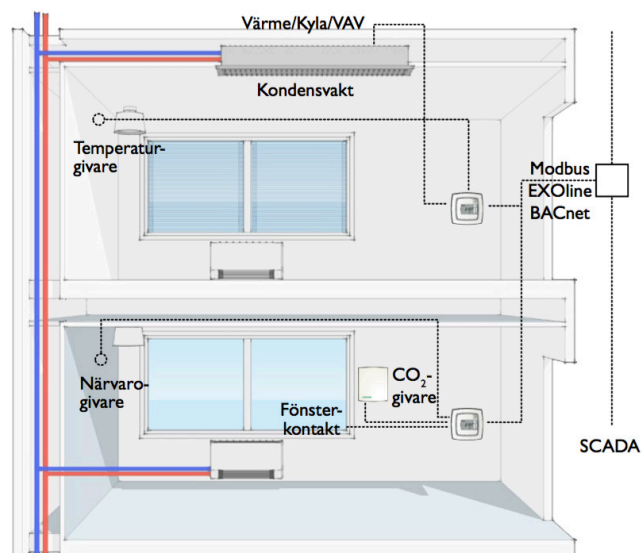 Värme/Kyla/VAV
Kondensvakt
Temperatur-
givare
Modbus
EXOline
BACnet
Närvaro-
givare
CO₂-
givare
Fönster-
kontakt
SCADA